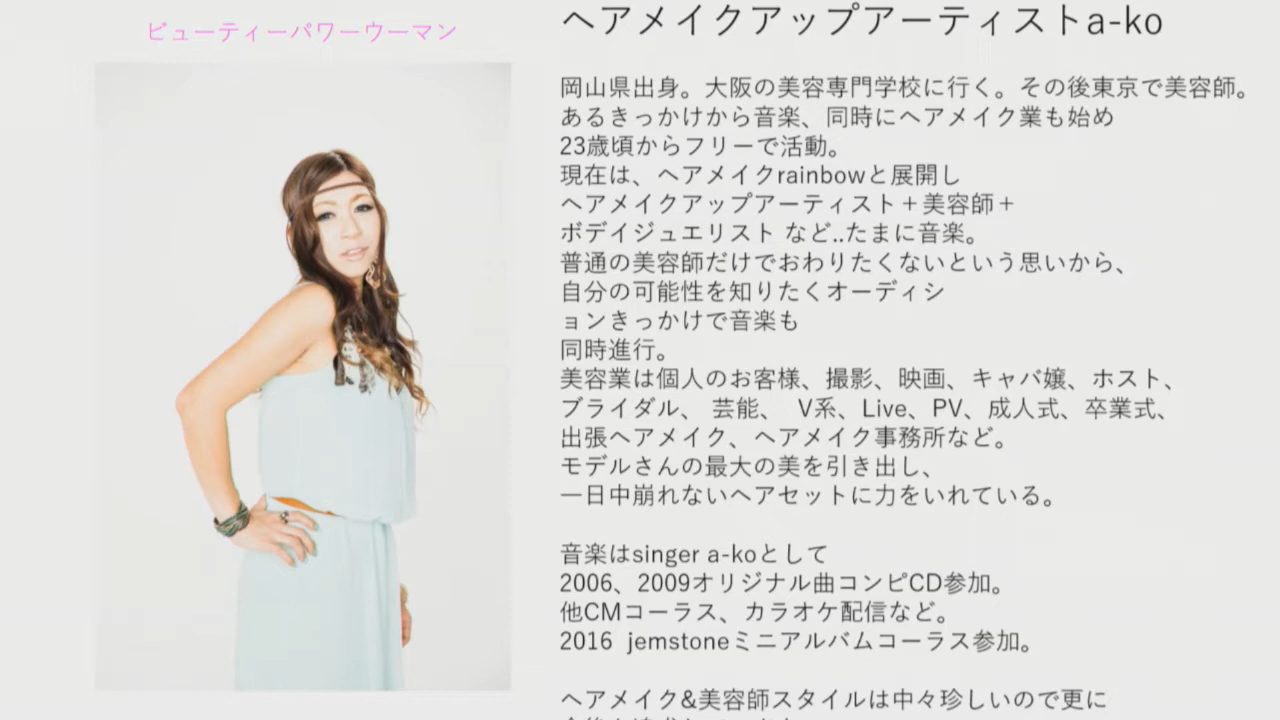 ビューティーパワーウーマン
ヘアメイクアップアーティストa-ko
岡山県出身。大阪の美容専門学校に行く。その後東京で美容師。
あるきっかけから音楽、同時にヘアメイク業も始め
23歳頃からフリーで活動。
現在は、ヘアメイクrainbowと展開し
ヘアメイクアップアーティスト＋美容師＋
ボデイジュエリスト など..たまに音楽。
普通の美容師だけでおわりたくないという思いから、
自分の可能性を知りたくオーディシ
ョンきっかけで音楽も
同時進行。
美容業は個人のお客様、撮影、映画、キャバ嬢、ホスト、
ブライダル、 芸能、 V系、Live、PV、成人式、卒業式、
出張ヘアメイク、ヘアメイク事務所など。
モデルさんの最大の美を引き出し、
一日中崩れないヘアセットに力をいれている。
音楽はsinger a-koとして
2006、2009オリジナル曲コンピCD参加。
他CMコーラス、カラオケ配信など。
2016 jemstoneミニアルバムコーラス参加。
ヘアメイク&美容師スタイルは中々珍しいので更に